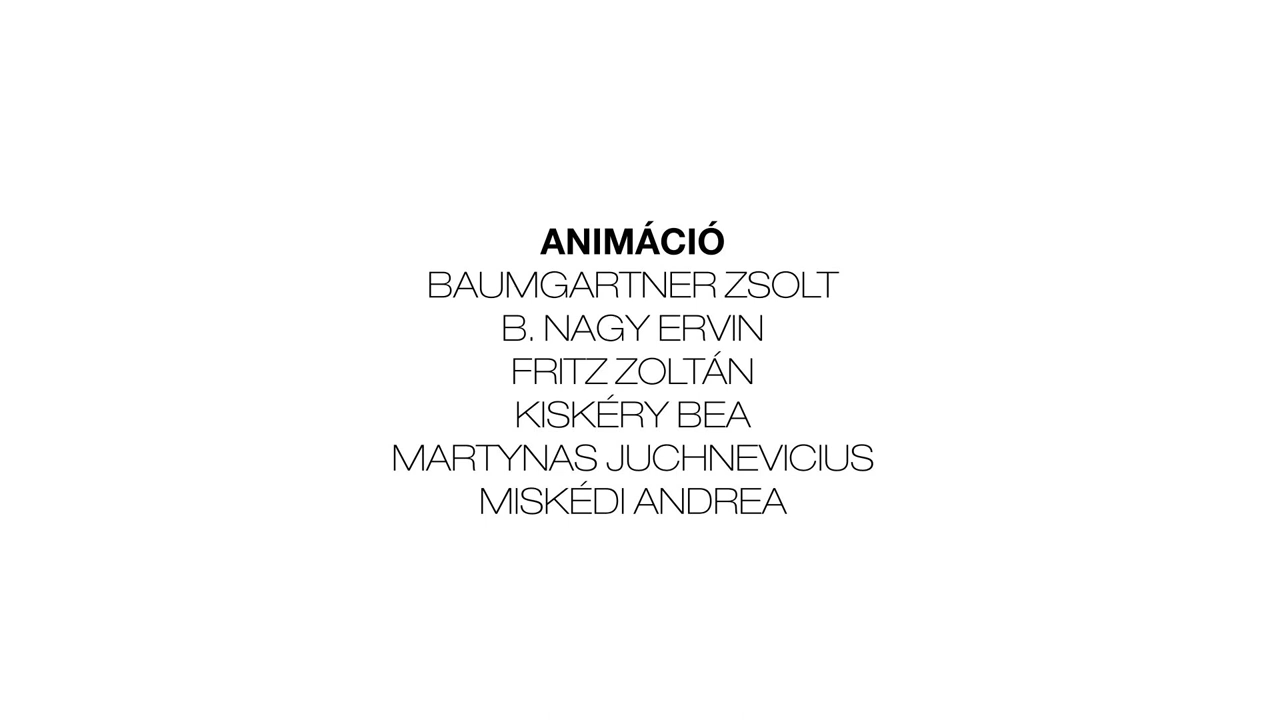 ANIMÁCIÓ
BAUMGARTNER ZSOLT
B. NAGY ERVIN
FRITZ ZOLTÁN
KISKÉRY BEA
MARTYNAS JUCHNEVICIUS
MISKÉDI ANDREA